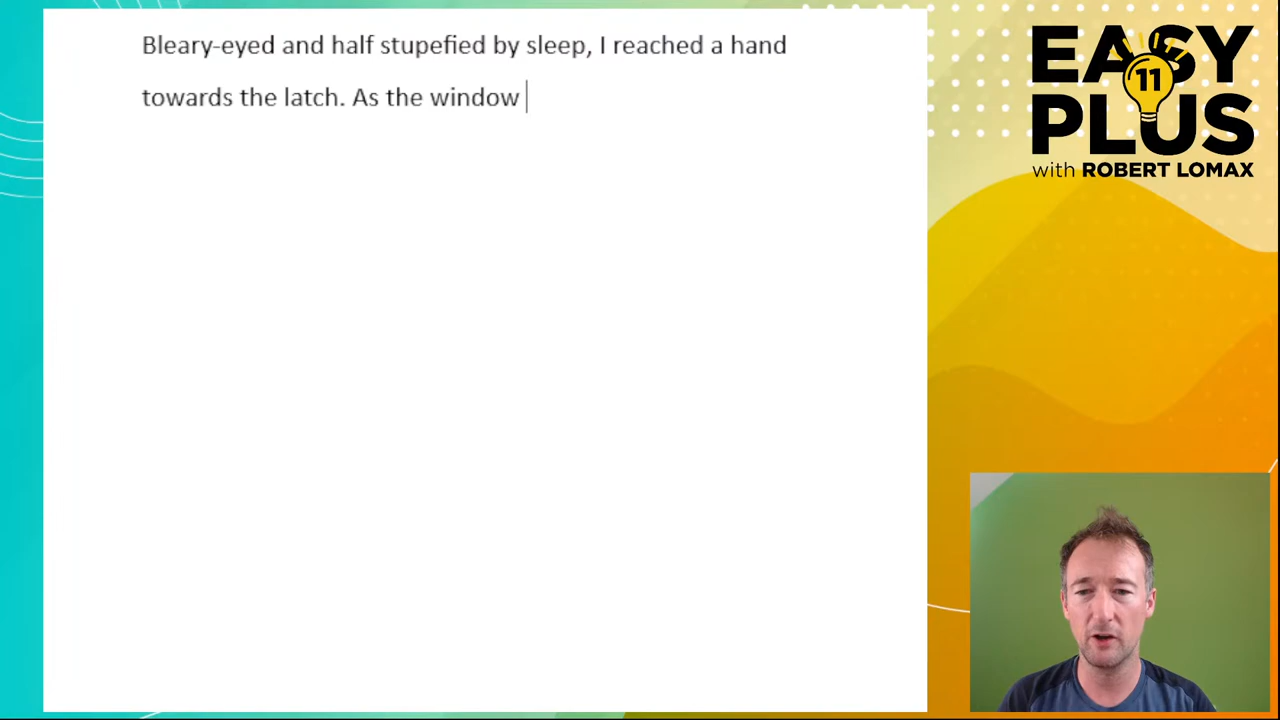 Bleary-eyed and half stupefied by sleep, I reached a hand
towards the latch. As the window
EASY
11
PLUS
with ROBERT LOMAX